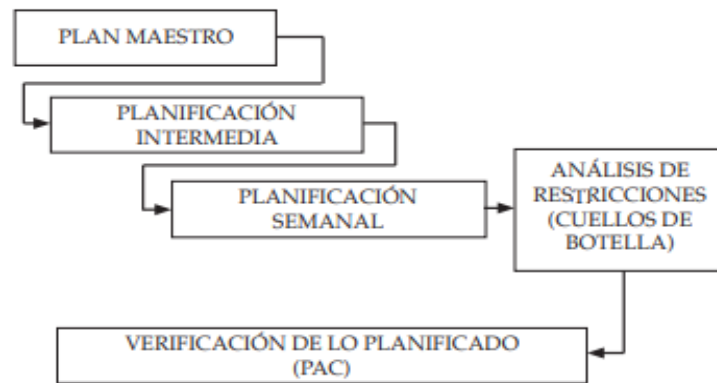 PLAN MAESTRO
PLANIFICACIÓN
INTERMEDIA
PLANIFICACIÓN
SEMANAL
ANÁLISIS DE
RESTRICCIONES
(CUELLOS DE
BOTELLA)
VERIFICACIÓN DE LO PLANIFICADO
(PAC)